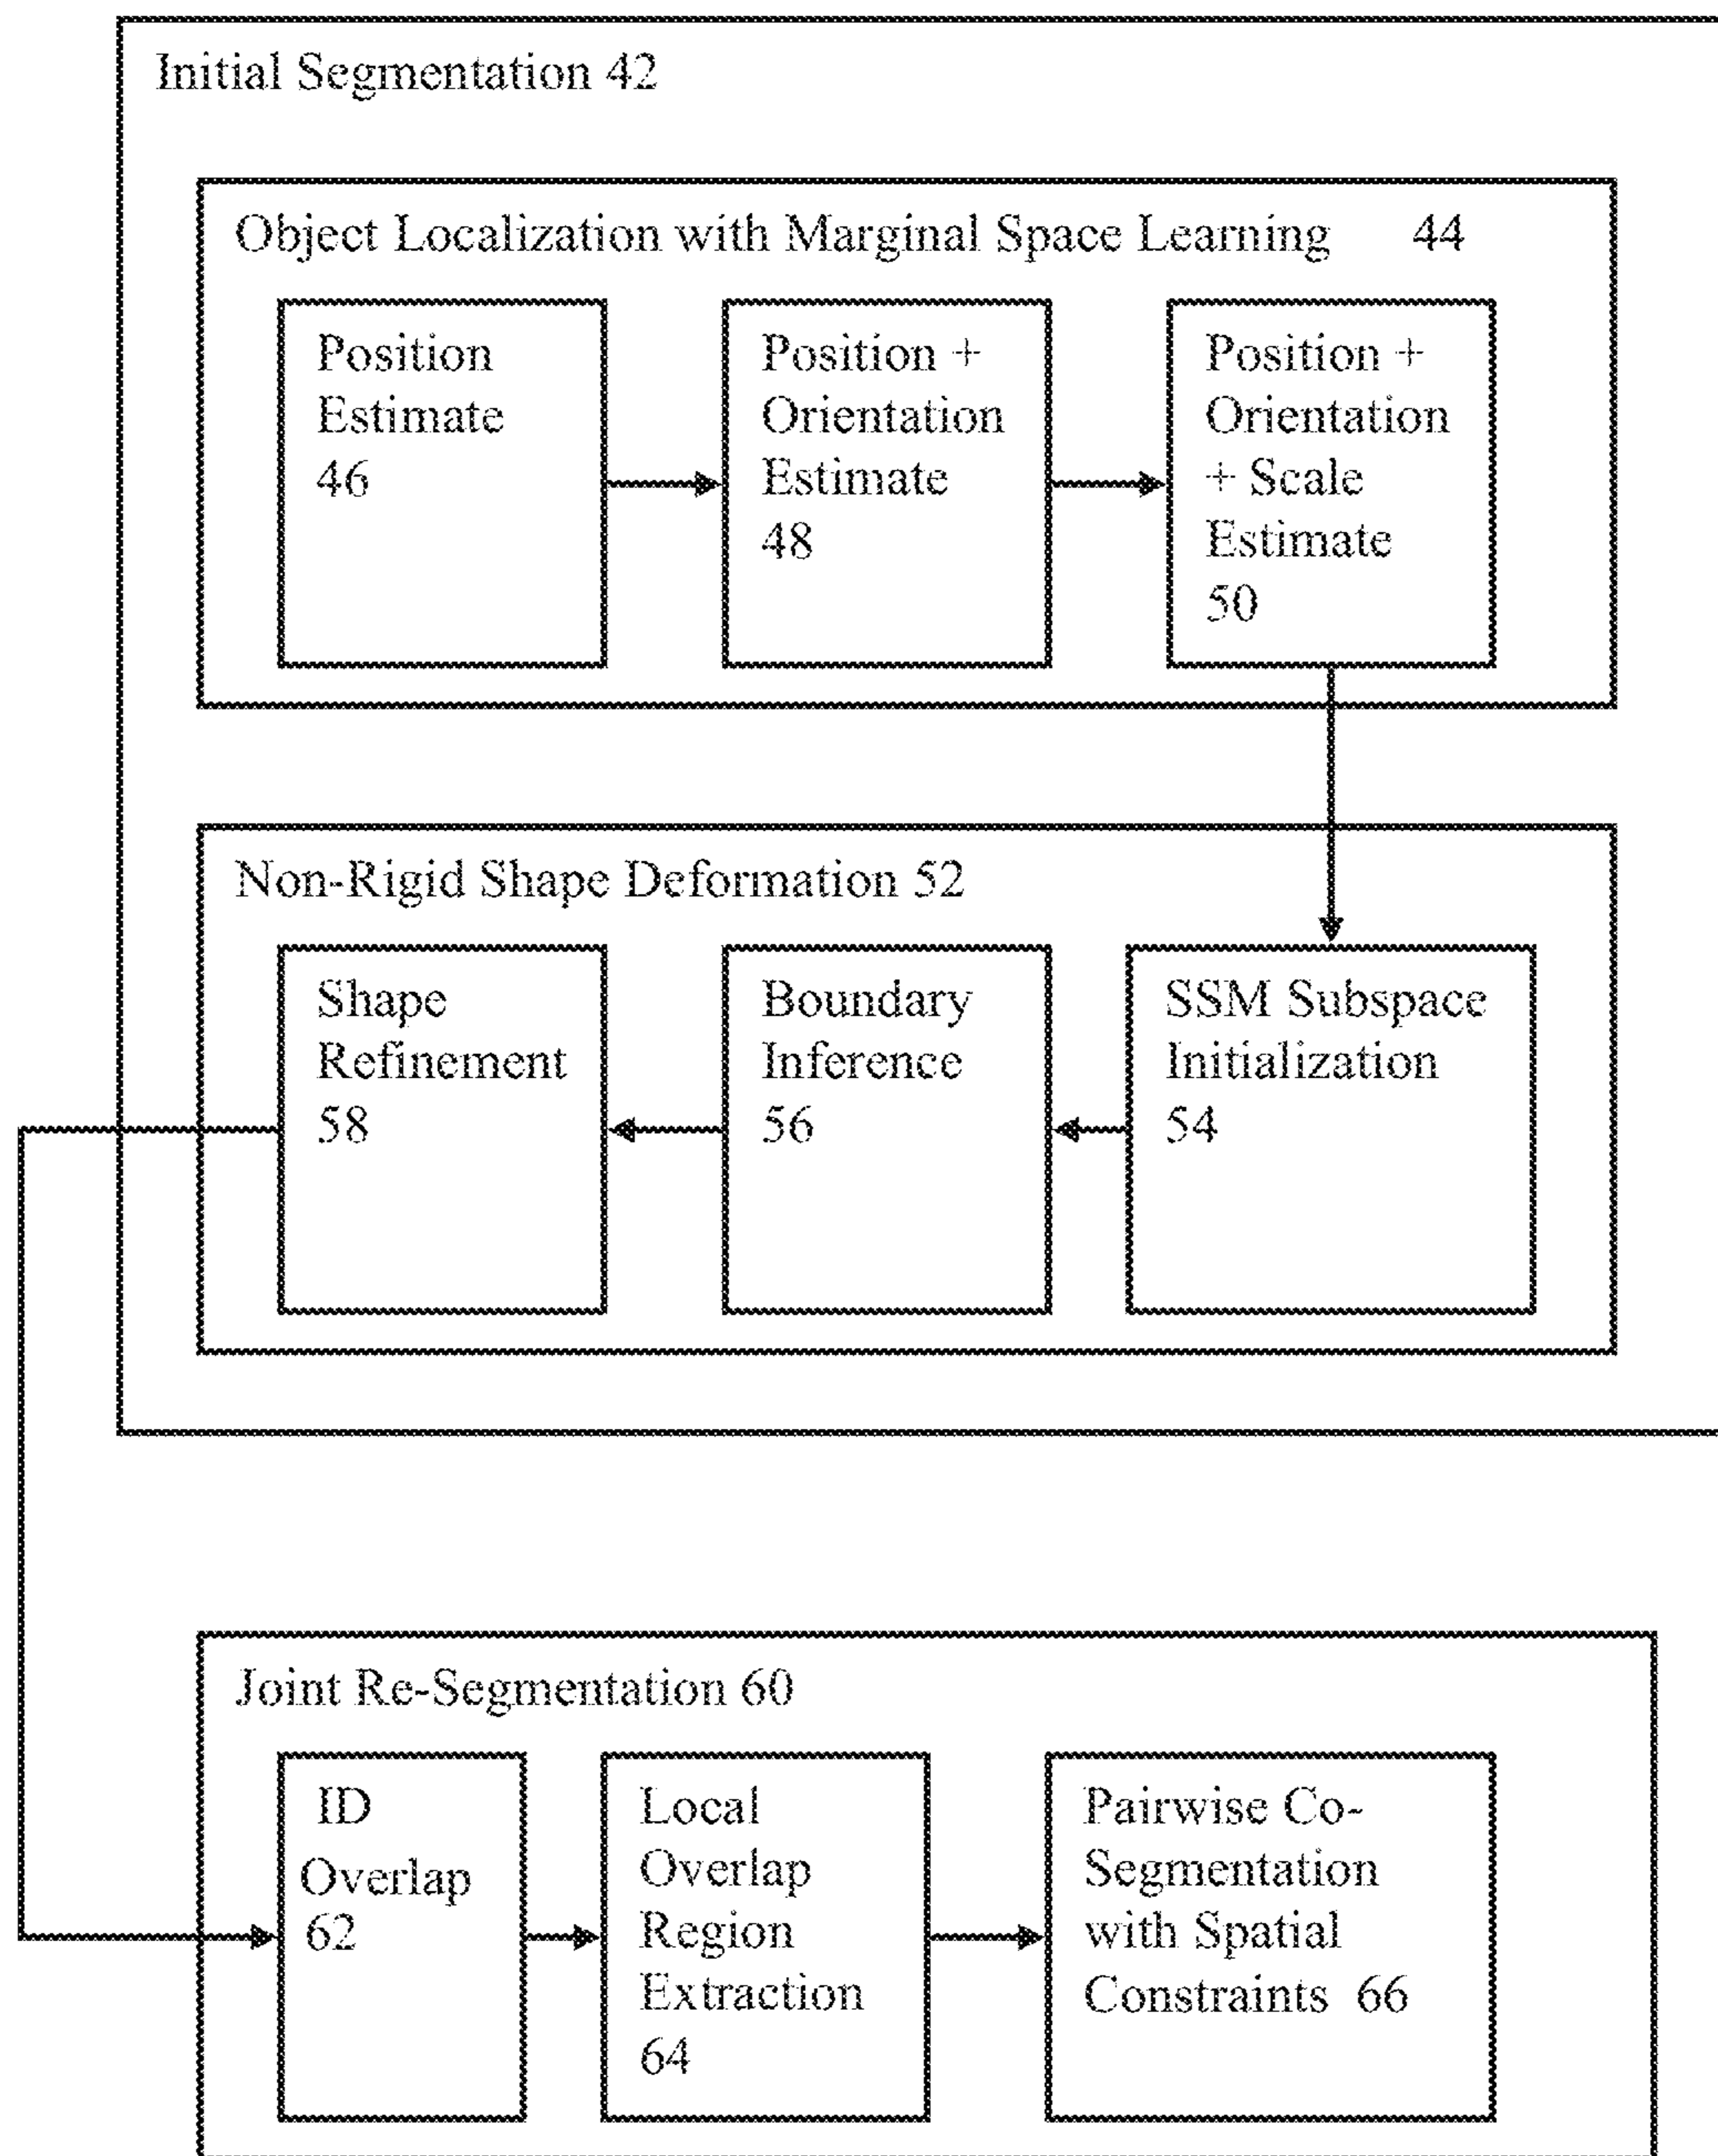 Initial Segmentation 42
Object Localization with Marginal Space Learning 44
Position
Estimate
46
Position +
Orientation
Estimate
48
Position +
Orientation
+ Scale
Estimate
50
Non-Rigid Shape Deformation 52
Shape
Refinement
58
Boundary
Inference
56
SSM Subspace
Initialization
54
Joint Re-Segmentation 60
ID
Overlap
62
Local
Overlap
Region
Extraction
64
Pairwise Co-
Segmentation
with Spatial
Constraints 66